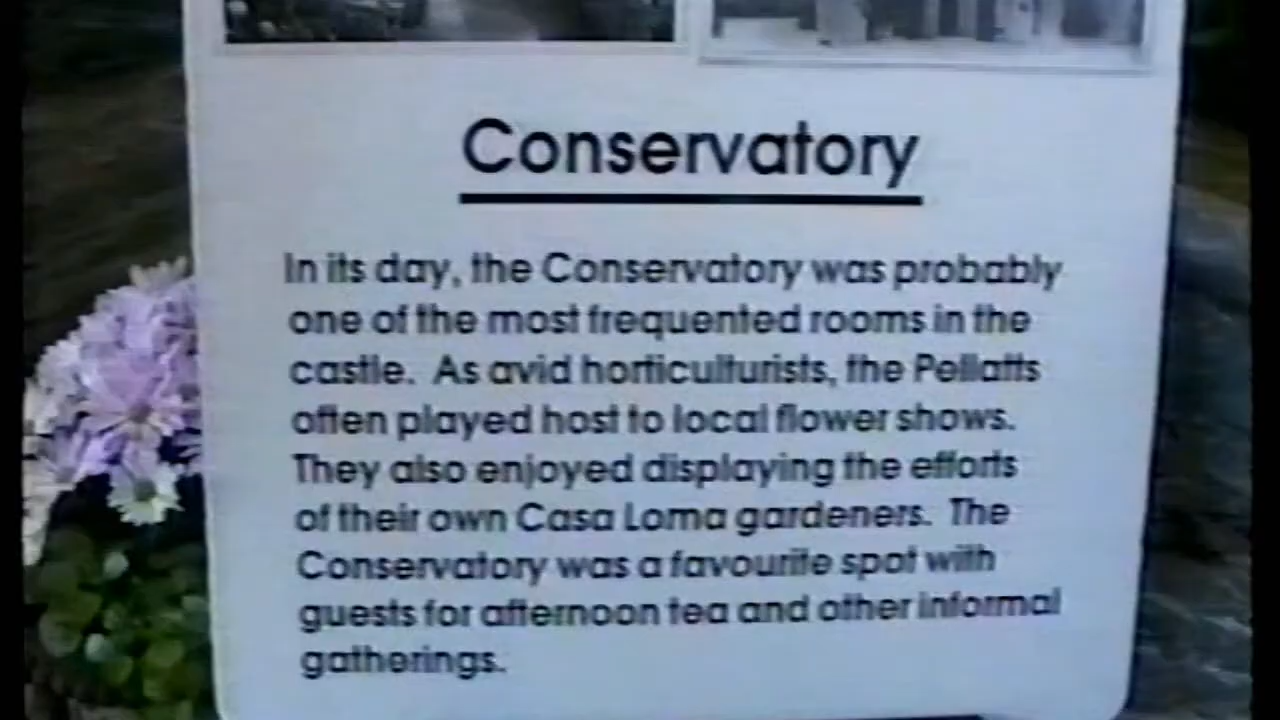 Conservatory
In its day, the Conservatory was probably
one of the most frequented rooms in the
castle. As avid horticulturists, the Pellatts
often played host to local flower shows.
They also enjoyed displaying the efforts
of their own Casa Loma gardeners. The
Conservatory was a favourite spot with
guests for afternoon tea and other informal
gatherings.